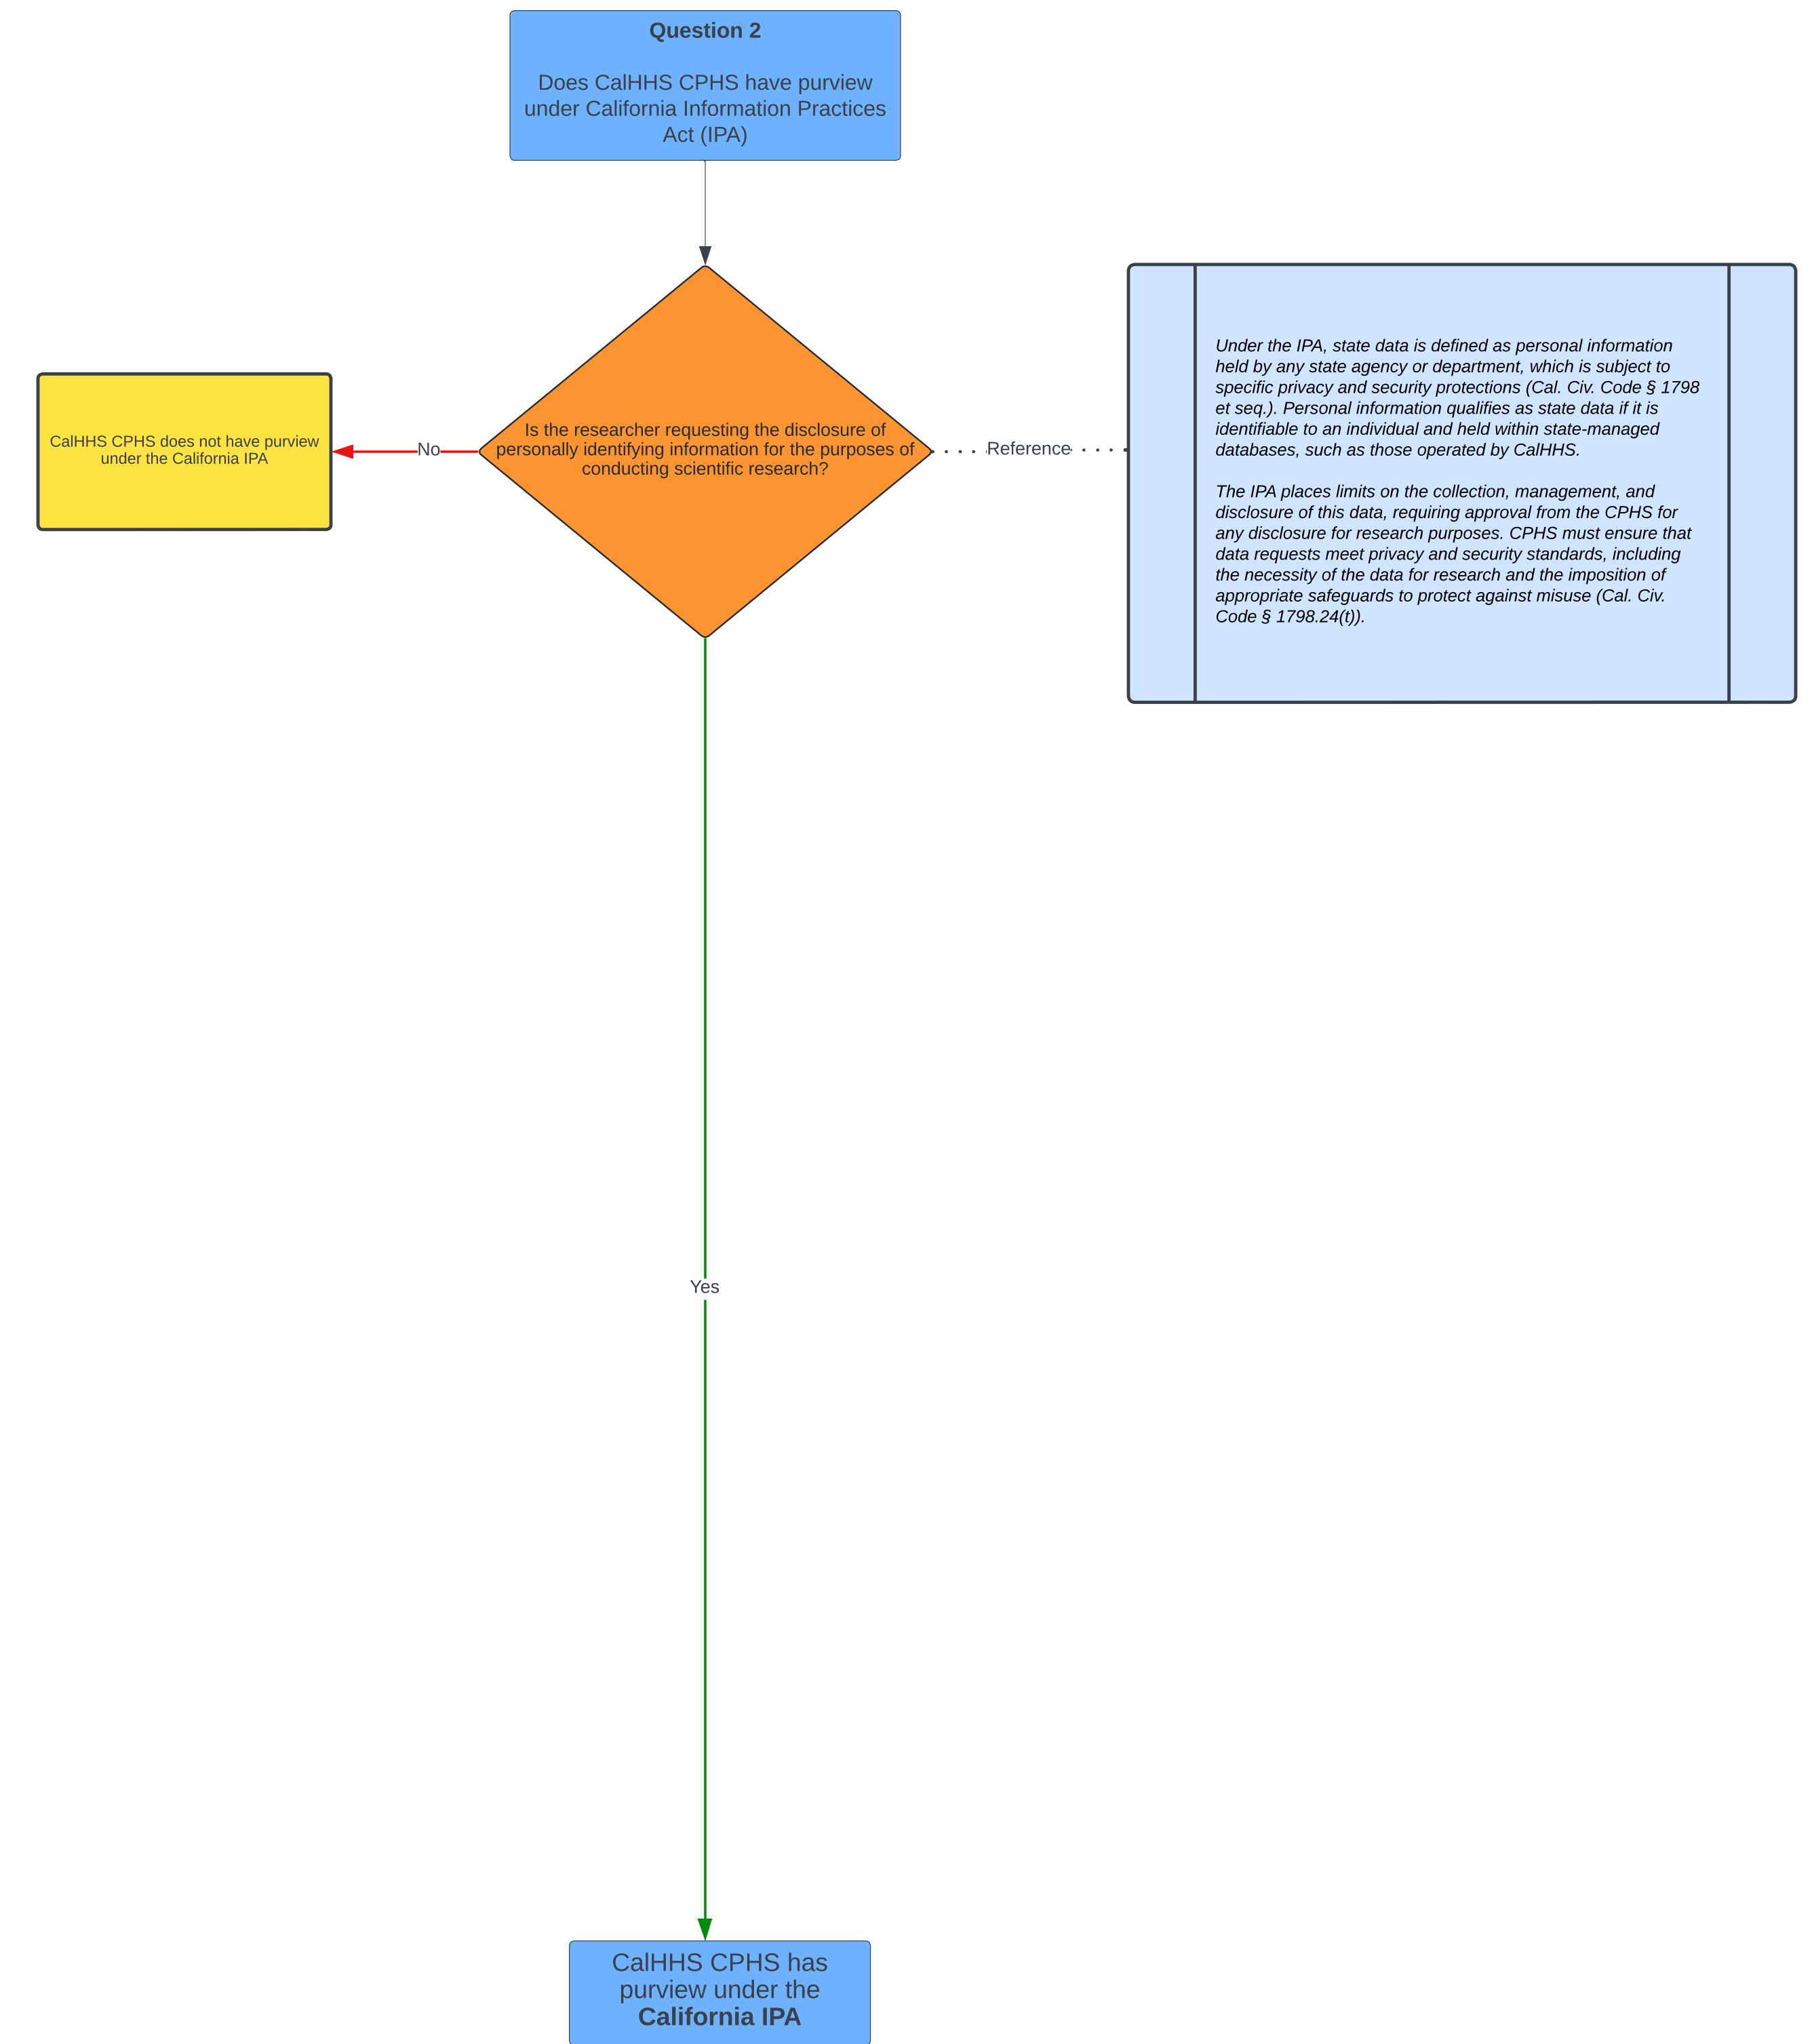 Question 2
Does CalHHS CPHS have purview
under California Information Practices
Act (IPA)
Is the researcher requesting the disclosure of
personally identifying information for the purposes of
conducting scientific research?
No
CalHHS CPHS does not have purview
under the California IPA
Reference
Under the IPA, state data is defined as personal information
held by any state agency or department, which is subject to
specific privacy and security protections (Cal. Civ. Code § 1798
et seq.). Personal information qualifies as state data if it is
identifiable to an individual and held within state-managed
databases, such as those operated by CalHHS.
The IPA places limits on the collection, management, and
disclosure of this data, requiring approval from the CPHS for
any disclosure for research purposes. CPHS must ensure that
data requests meet privacy and security standards, including
the necessity of the data for research and the imposition of
appropriate safeguards to protect against misuse (Cal. Civ.
Code § 1798.24(t)).
Yes
CalHHS CPHS has
purview under the
California IPA